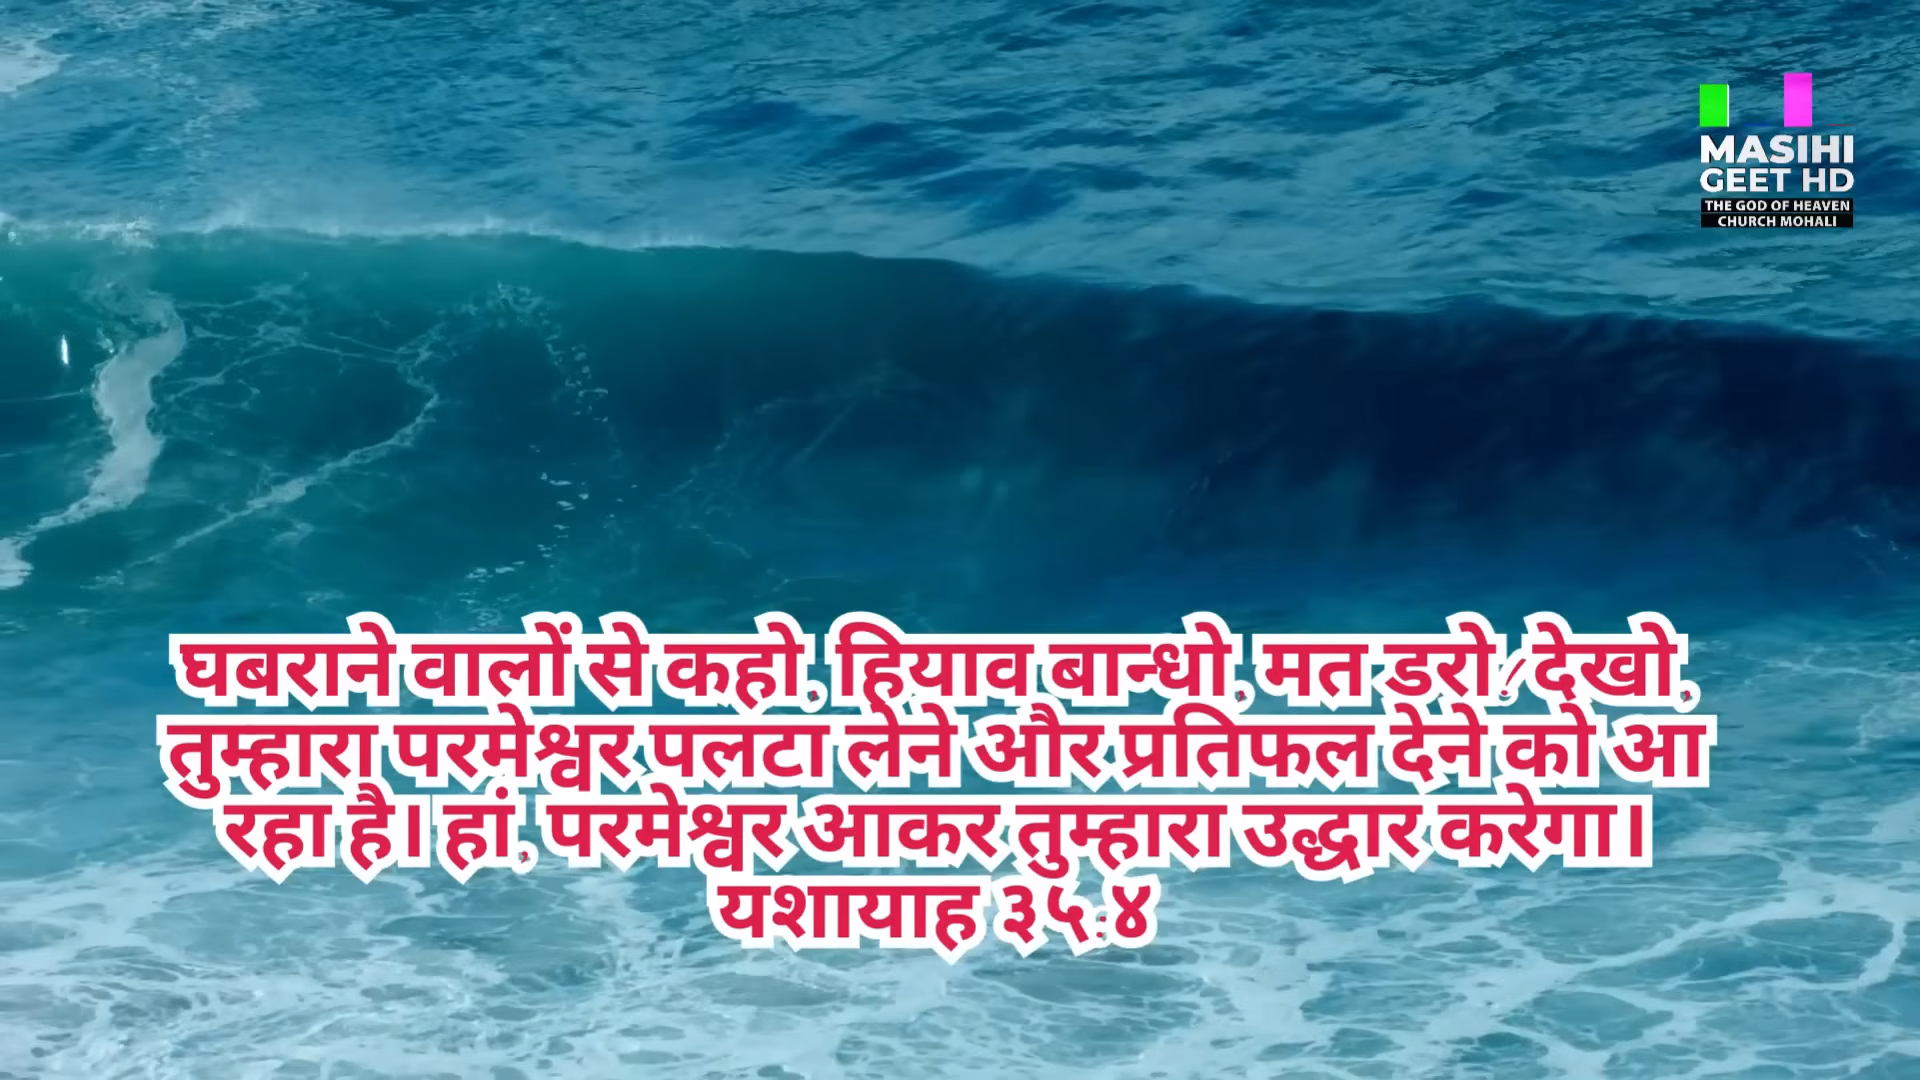 MASIHI
GEET HD
THE GOD OF HEAVEN
CHURCH MOHALI
घबराने वालों से कहो, हियाव बान्धो, मत डरो! देखो,
तुम्हारा परमेश्वर पलटा लेने और प्रतिफल देने को आ
रहा है। हां, परमेश्वर आकर तुम्हारा उद्धार करेगा।
यशायाह ३५:४